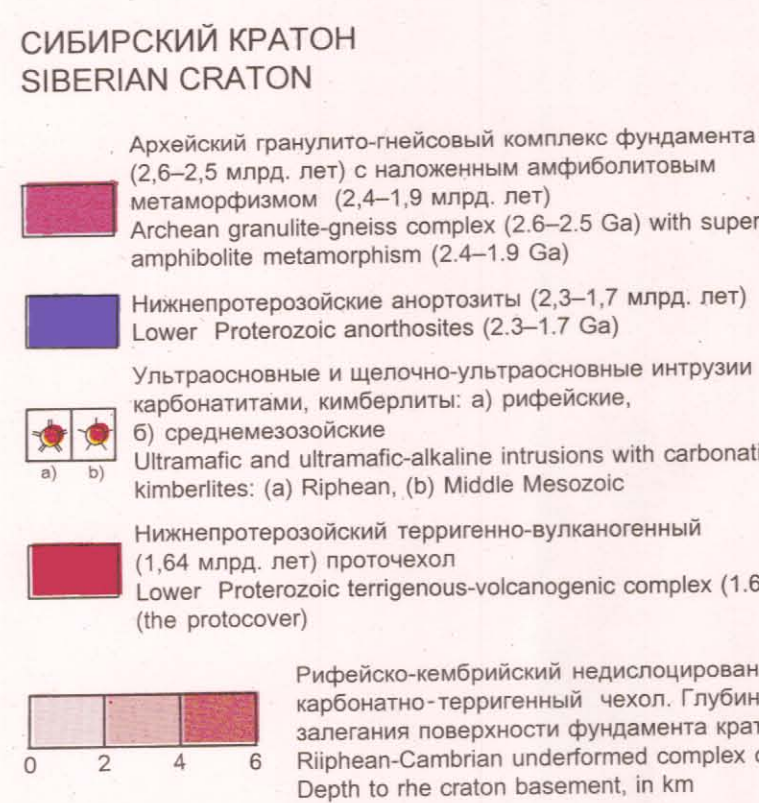 СИБИРСКИЙ КРАТОН
SIBERIAN CRATON
Архейский гранулито-гнейсовый комплекс фундамента
(2,6–2,5 млрд. лет) с наложенным амфиболитовым
метаморфизмом (2,4–1,9 млрд. лет)
Archean granulite-gneiss complex (2.6–2.5 Ga) with super
amphibolite metamorphism (2.4–1.9 Ga)
Нижнепротерозойские анортозиты (2,3–1,7 млрд. лет)
Lower Proterozoic anorthosites (2.3–1.7 Ga)
Ультраосновные и щелочно-ультраосновные интрузии
карбонатитами, кимберлиты: а) рифейские,
б) среднемезозойские
Ultramafic and ultramafic-alkaline intrusions with carbonati
kimberlites: (a) Riphean, (b) Middle Mesozoic
a) b)
Нижнепротерозойский терригенно-вулканогенный
(1,64 млрд. лет) проточехол
Lower Proterozoic terrigenous-volcanogenic complex (1.6
(the protocover)
Рифейско-кембрийский недислоцирован
карбонатно-терригенный чехол. Глубин
залегания поверхности фундамента крат
Riiphean-Cambrian underformed complex
Depth to rhe craton basement, in km
0 2 4 6